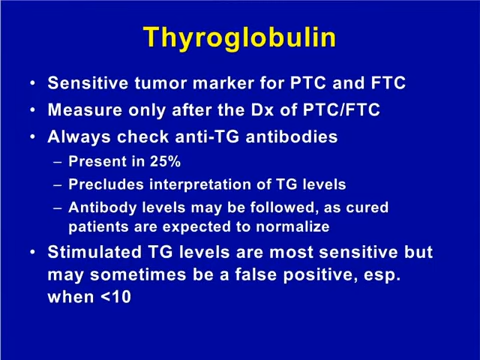 Thyroglobulin
• Sensitive tumor marker for PTC and FTC
• Measure only after the Dx of PTC/FTC
• Always check anti-TG antibodies
– Present in 25%
– Precludes interpretation of TG levels
– Antibody levels may be followed, as cured
patients are expected to normalize
• Stimulated TG levels are most sensitive but
may sometimes be a false positive, esp.
when <10